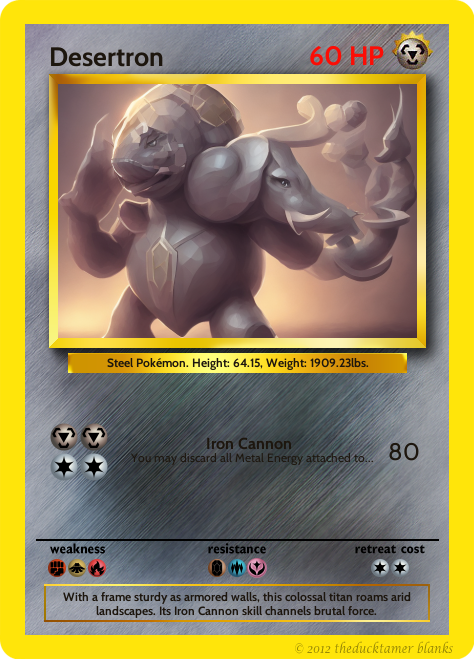 Desertron 60 HP
Steel Pokémon. Height: 64.15, Weight: 1909.23lbs.
Iron Cannon
You may discard all Metal Energy attached to...
80
weakness resistance retreat cost
With a frame sturdy as armored walls, this colossal titan roams arid
landscapes. Its Iron Cannon skill channels brutal force.
© 2012 theducktamer blanks